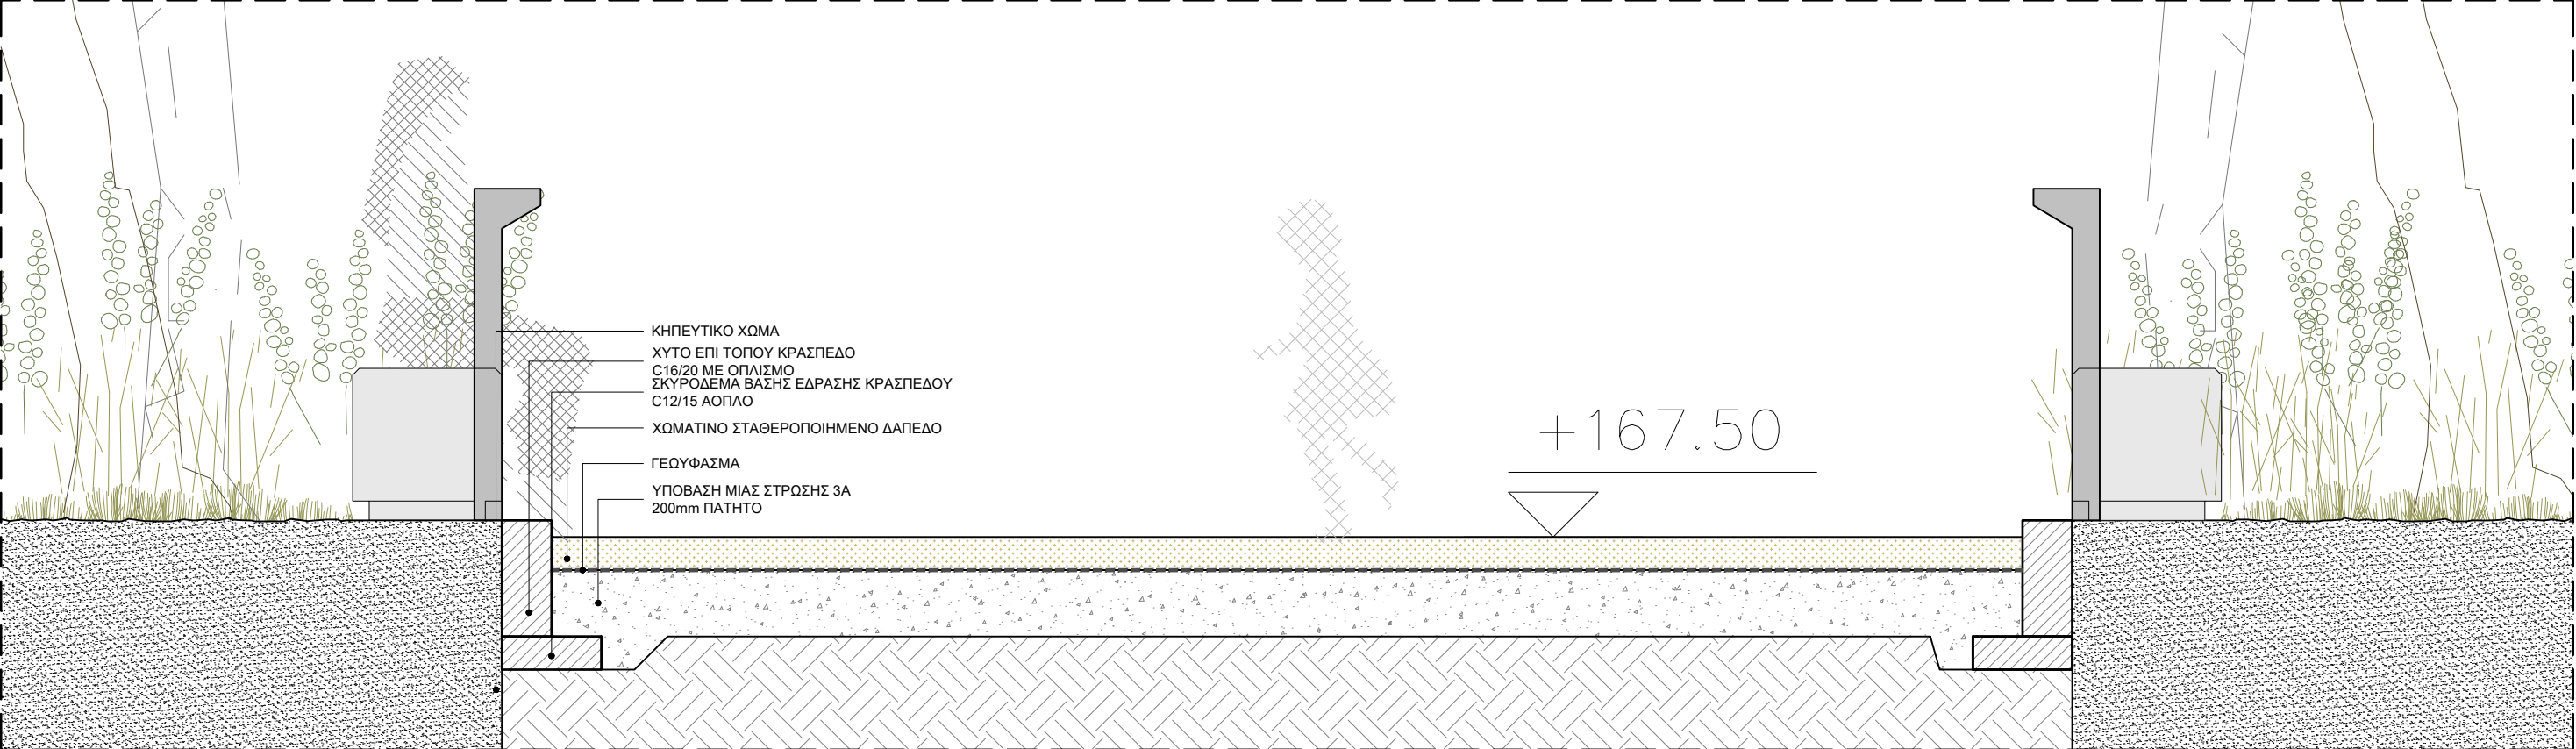 ΚΗΠΕΥΤΙΚΟ ΧΩΜΑ
ΧΥΤΟ ΕΠΙ ΤΟΠΟΥ ΚΡΑΣΠΕΔΟ
C16/20 ΜΕ ΟΠΛΙΣΜΟ
ΣΚΥΡΟΔΕΜΑ ΒΑΣΗΣ ΕΔΡΑΣΗΣ ΚΡΑΣΠΕΔΟΥ
C12/15 ΑΟΠΛΟ
ΧΩΜΑΤΙΝΟ ΣΤΑΘΕΡΟΠΟΙΗΜΕΝΟ ΔΑΠΕΔΟ
ΓΕΩΥΦΑΣΜΑ
ΥΠΟΒΑΣΗ ΜΙΑΣ ΣΤΡΩΣΗΣ 3Α
200mm ΠΑΤΗΤΟ
+167.50